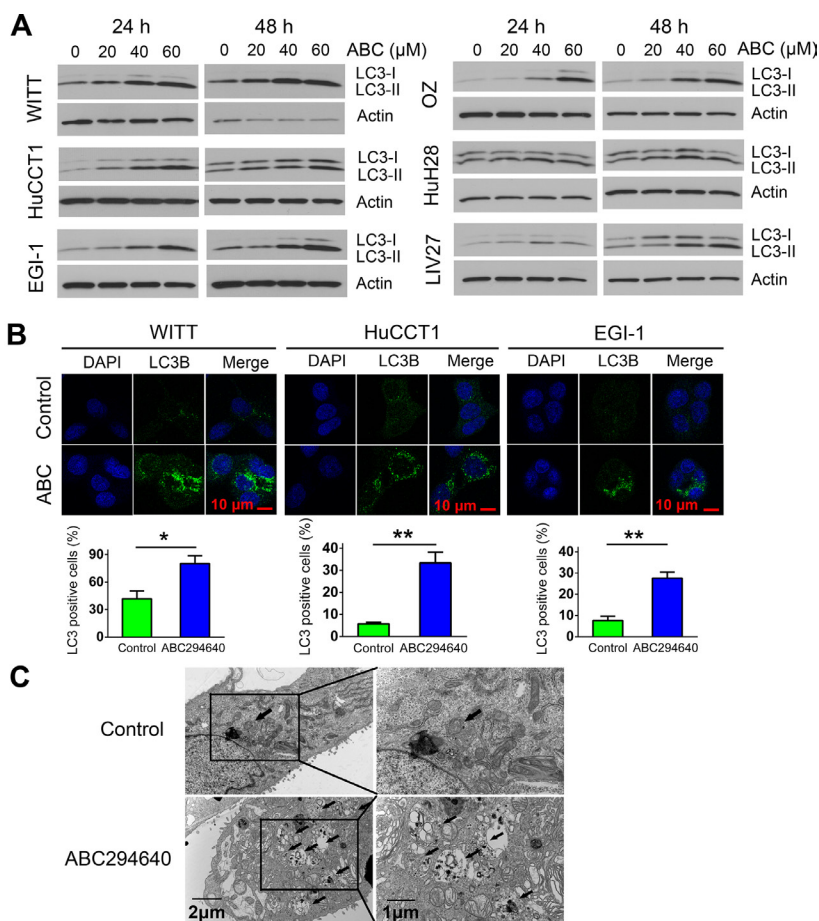 A
24 h
48 h
0 20 40 60
0 20 40 60
ABC (μM)
WITT
LC3-I
LC3-II
Actin
HuCCT1
LC3-I
LC3-II
Actin
EGI-1
LC3-I
LC3-II
Actin
24 h
48 h
0 20 40 60
0 20 40 60
ABC (μM)
OZ
LC3-I
LC3-II
Actin
HuH28
LC3-I
LC3-II
Actin
LIV27
LC3-I
LC3-II
Actin
B
WITT
HuCCT1
EGI-1
DAPI LC3B Merge
DAPI LC3B Merge
DAPI LC3B Merge
Control
ABC
10 μm
10 μm
10 μm
LC3 positive cells (%)
90
60
30
0
*
Control ABC294640
LC3 positive cells (%)
40
30
20
10
0
**
Control ABC294640
LC3 positive cells (%)
40
30
20
10
0
**
Control ABC294640
C
Control
ABC294640
2μm
1μm